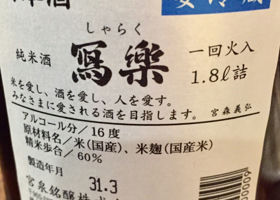 しゃらく
純米酒
寫樂
一回火入
1.8ℓ詰
米を愛し、酒を愛し、人を愛す。
みなさまに愛される酒を目指します。 宮森義弘
アルコール分/16度
原材料名/米(国産)、米麹(国産米)
精米歩合/60%
製造年月 31.3
宮泉銘醸株式会